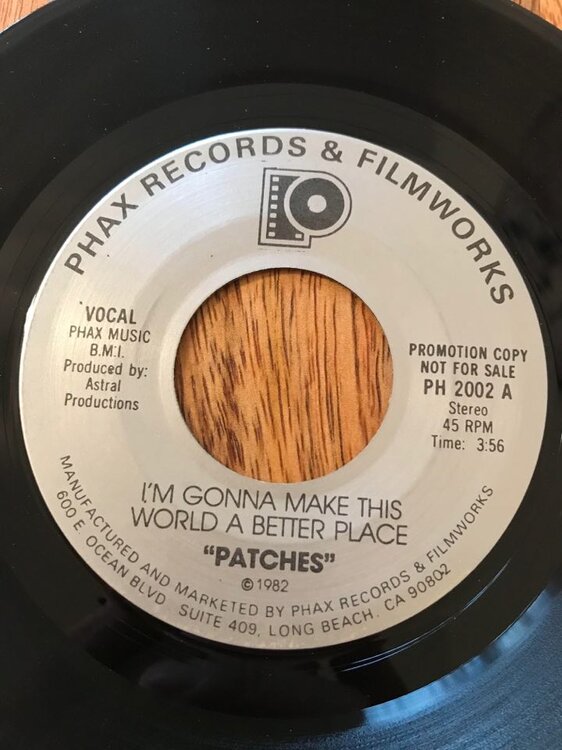 PHAX RECORDS & FILMWORKS
VOCAL
PHAX MUSIC
B.M.I.
Produced by:
Astral
Productions
PROMOTION COPY
NOT FOR SALE
PH 2002 A
Stereo
45 RPM
Time: 3:56
I'M GONNA MAKE THIS
WORLD A BETTER PLACE
"PATCHES"
©1982
MANUFACTURED AND MARKETED BY PHAX RECORDS & FILMWORKS
600 E. OCEAN BLVD. SUITE 409, LONG BEACH, CA 90802